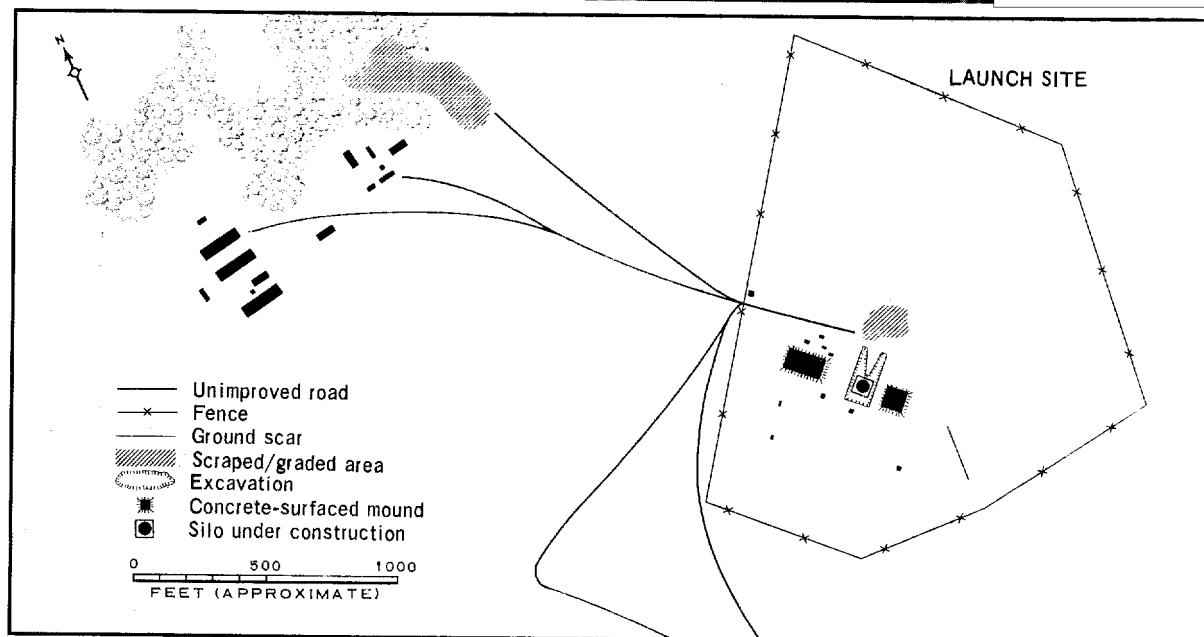 N
LAUNCH SITE
Unimproved road
Fence
Ground scar
Scraped/graded area
Excavation
Concrete-surfaced mound
Silo under construction
0 500 1000
FEET (APPROXIMATE)